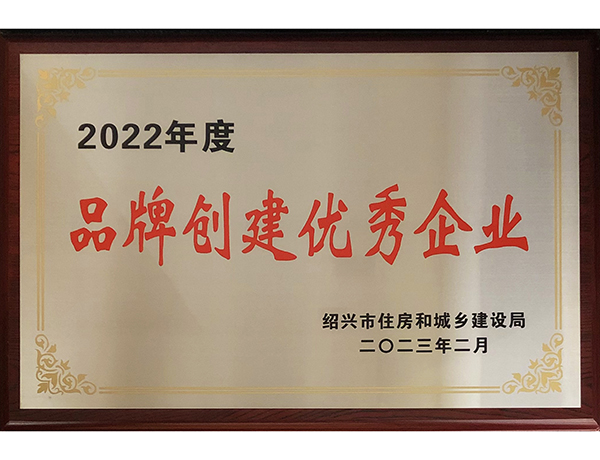 2022年度
品牌创建优秀企业
绍兴市住房和城乡建设局
二〇二三年二月